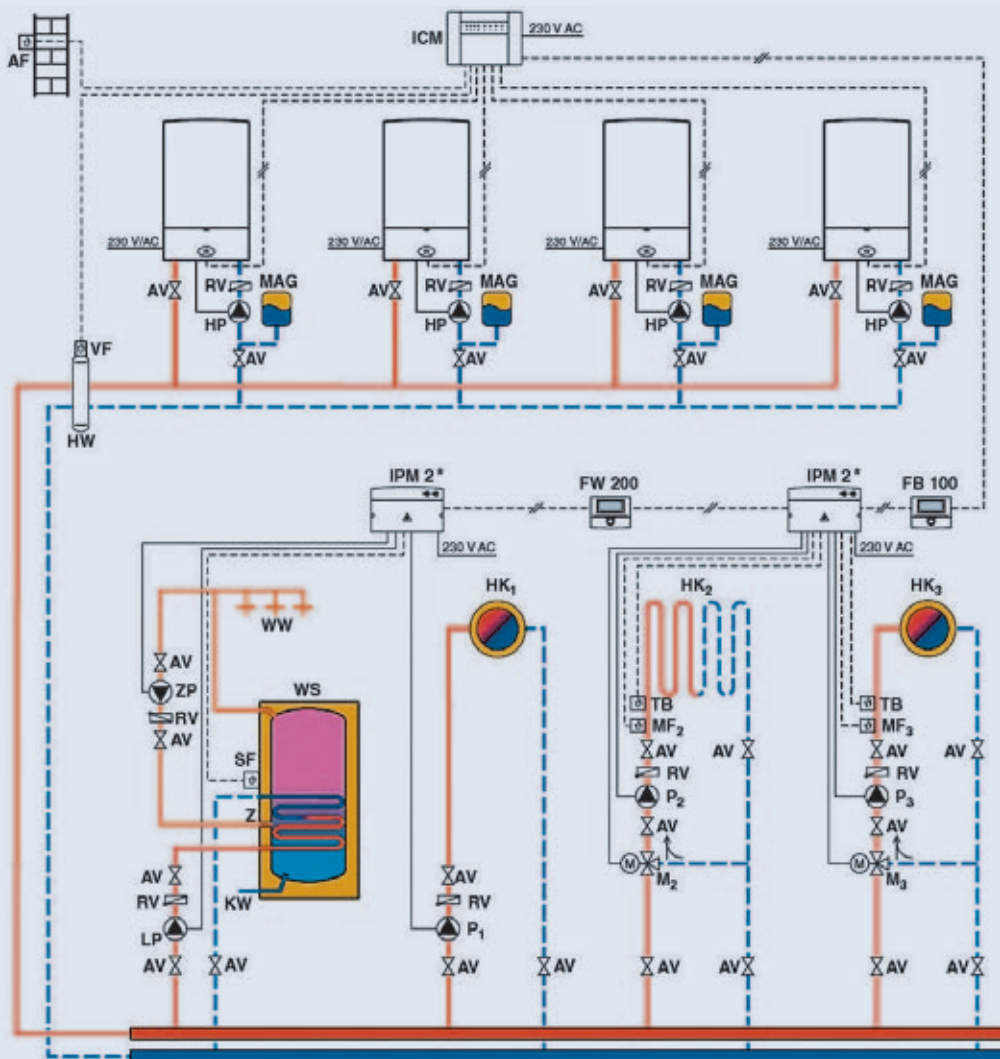 ICM
230 V AC
AF
230 V/AC 230 V/AC 230 V/AC 230 V/AC
AV RV MAG AV RV MAG AV RV MAG AV RV MAG
HP HP HP HP
AV AV AV AV
VF
HW
IPM 2* FW 200 IPM 2* FB 100
230 V AC 230 V AC
HK1 HK2 HK3
WW
AV
ZP WS
RV TB TB
AV MF2 MF3
AV AV AV AV
SF RV RV
Z P2 P3
AV AV
M M2 M M3
AV AV
RV KW RV
LP P1
AV AV AV AV AV AV AV AV